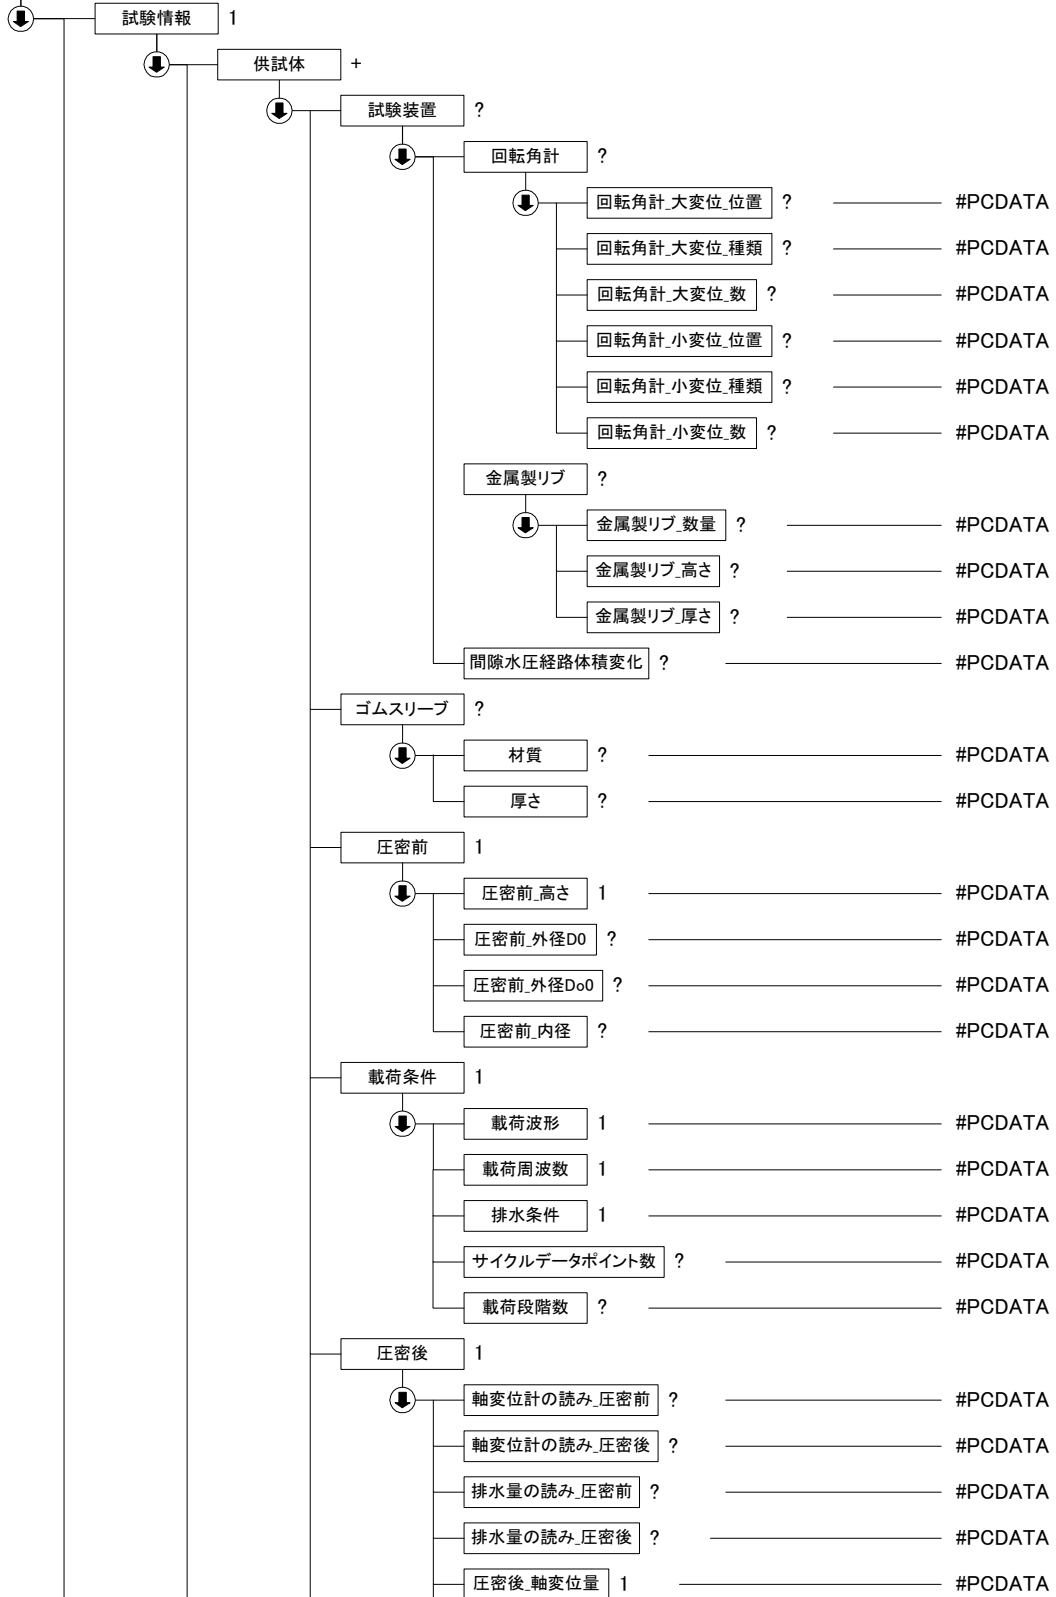 試験情報 1
供試体 +
試験装置 ?
回転角計 ?
回転角計_大変位_位置 ? #PCDATA
回転角計_大変位_種類 ? #PCDATA
回転角計_大変位_数 ? #PCDATA
回転角計_小変位_位置 ? #PCDATA
回転角計_小変位_種類 ? #PCDATA
回転角計_小変位_数 ? #PCDATA
金属製リブ ?
金属製リブ_数量 ? #PCDATA
金属製リブ_高さ ? #PCDATA
金属製リブ_厚さ ? #PCDATA
間隙水圧経路体積変化 ? #PCDATA
ゴムスリーブ ?
材質 ? #PCDATA
厚さ ? #PCDATA
圧密前 1
圧密前_高さ 1 #PCDATA
圧密前_外径D0 ? #PCDATA
圧密前_外径Do0 ? #PCDATA
圧密前_内径 ? #PCDATA
載荷条件 1
載荷波形 1 #PCDATA
載荷周波数 1 #PCDATA
排水条件 1 #PCDATA
サイクルデータポイント数 ? #PCDATA
載荷段階数 ? #PCDATA
圧密後 1
軸変位計の読み_圧密前 ? #PCDATA
軸変位計の読み_圧密後 ? #PCDATA
排水量の読み_圧密前 ? #PCDATA
排水量の読み_圧密後 ? #PCDATA
圧密後_軸変位量 1 #PCDATA